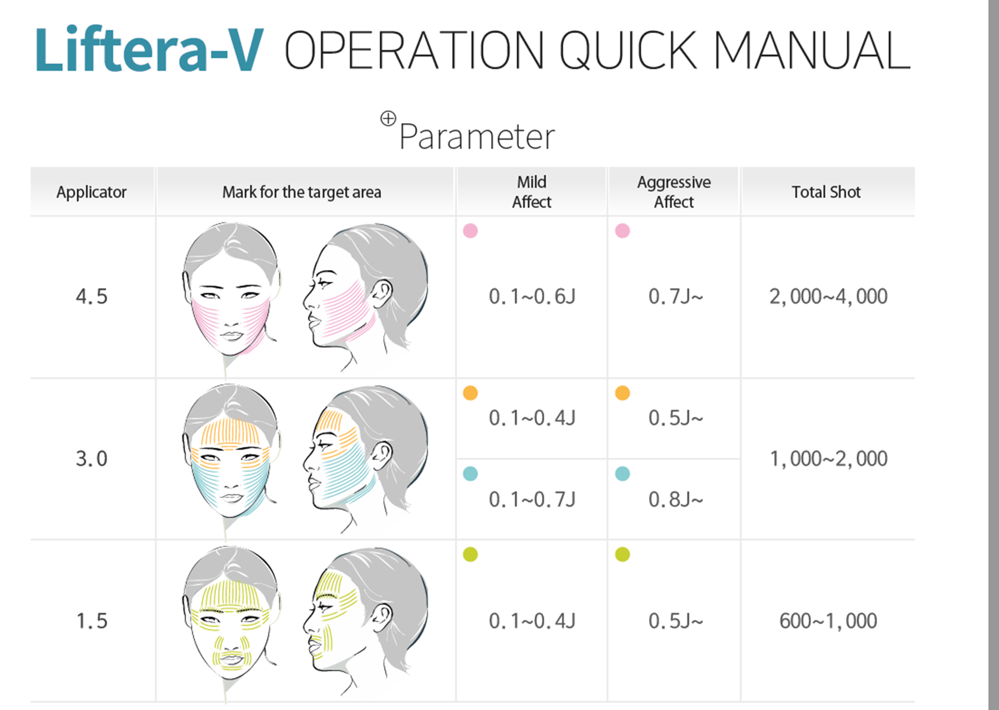 Liftera-V OPERATION QUICK MANUAL
Parameter
Applicator
Mark for the target area
Mild
Affect
Aggressive
Affect
Total Shot
4.5
0.1~0.6J
0.7J~
2,000~4,000
3.0
0.1~0.4J
0.5J~
1,000~2,000
0.1~0.7J
0.8J~
1.5
0.1~0.4J
0.5J~
600~1,000